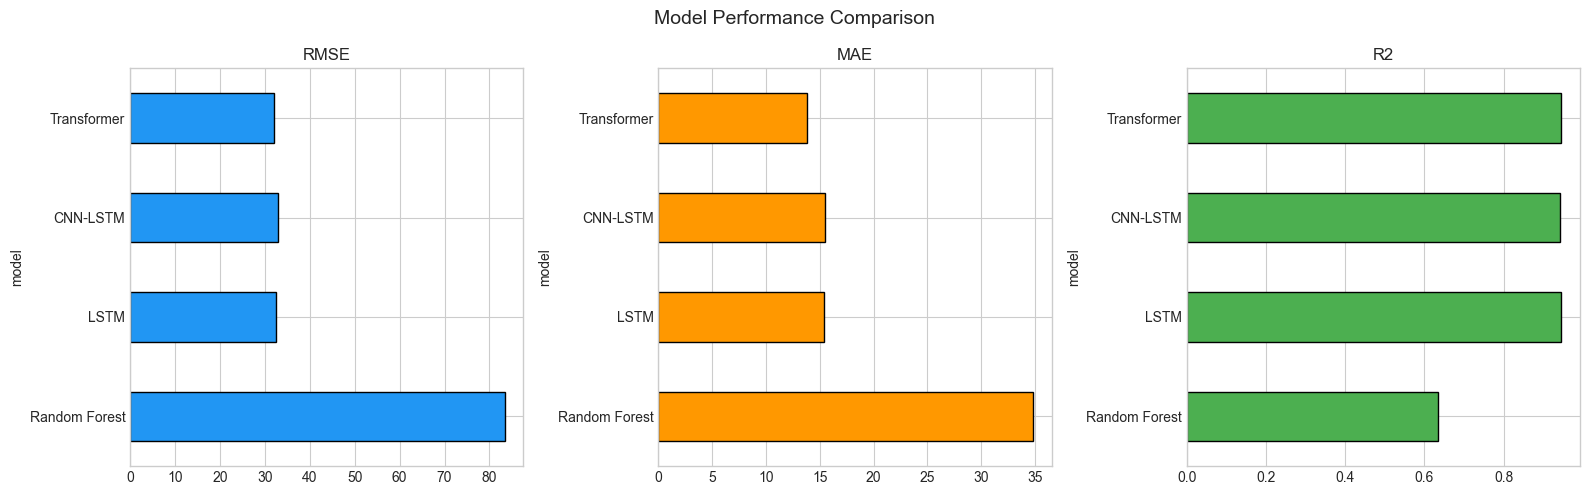 Model Performance Comparison
RMSE
model
Transformer
CNN-LSTM
LSTM
Random Forest
0 10 20 30 40 50 60 70 80
MAE
model
Transformer
CNN-LSTM
LSTM
Random Forest
0 5 10 15 20 25 30 35
R2
model
Transformer
CNN-LSTM
LSTM
Random Forest
0.0 0.2 0.4 0.6 0.8